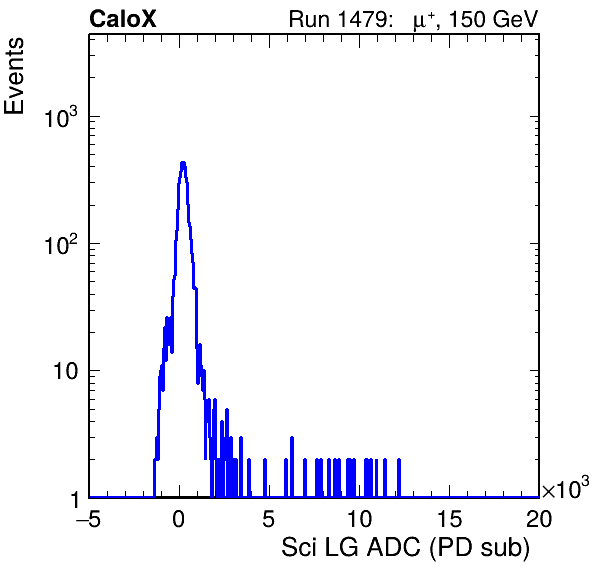 CaloX Run 1479: μ⁺, 150 GeV
Events
10³
10²
10
1
−5 0 5 10 15 20 ×10³
Sci LG ADC (PD sub)